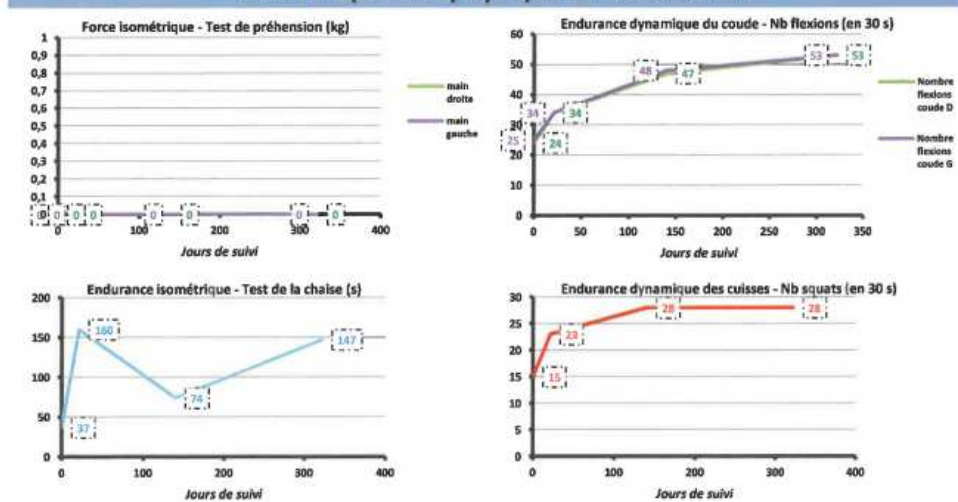 Force isométrique - Test de préhension (kg)
1
0,9
0,8
0,7
0,6
0,5
0,4
0,3
0,2
0,1
0 0 0 0 0 0 0 0
0 100 200 300 400
Jours de suivi
main droite
main gauche
Endurance dynamique du coude - Nb flexions (en 30 s)
60
50
40
30
20
10
0
25 24
34 34
48 47
53 53
0 50 100 150 200 250 300 350
Jours de suivi
Nombre flexions coude D
Nombre flexions coude G
Endurance isométrique - Test de la chaise (s)
200
150
100
50
0
37
160
74
147
0 100 200 300 400
Jours de suivi
Endurance dynamique des cuisses - Nb squats (en 30 s)
30
25
20
15
10
5
0
15
23
28
28
0 100 200 300 400
Jours de suivi